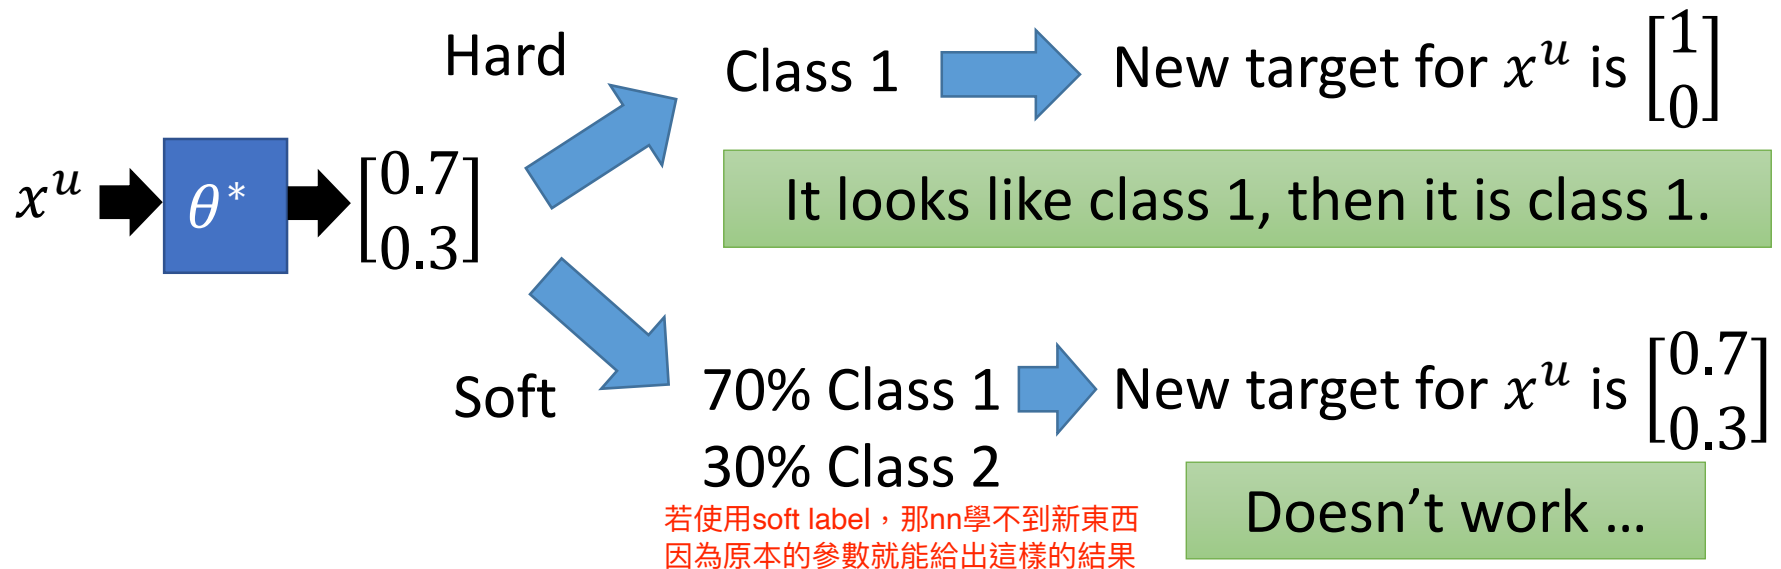 Hard
Class 1
New target for xᵘ is [1 0]
It looks like class 1, then it is class 1.
xᵘ
θ*
[0.7 0.3]
Soft
70% Class 1
30% Class 2
New target for xᵘ is [0.7 0.3]
若使用soft label，那nn學不到新東西
因為原本的參數就能給出這樣的結果
Doesn’t work …